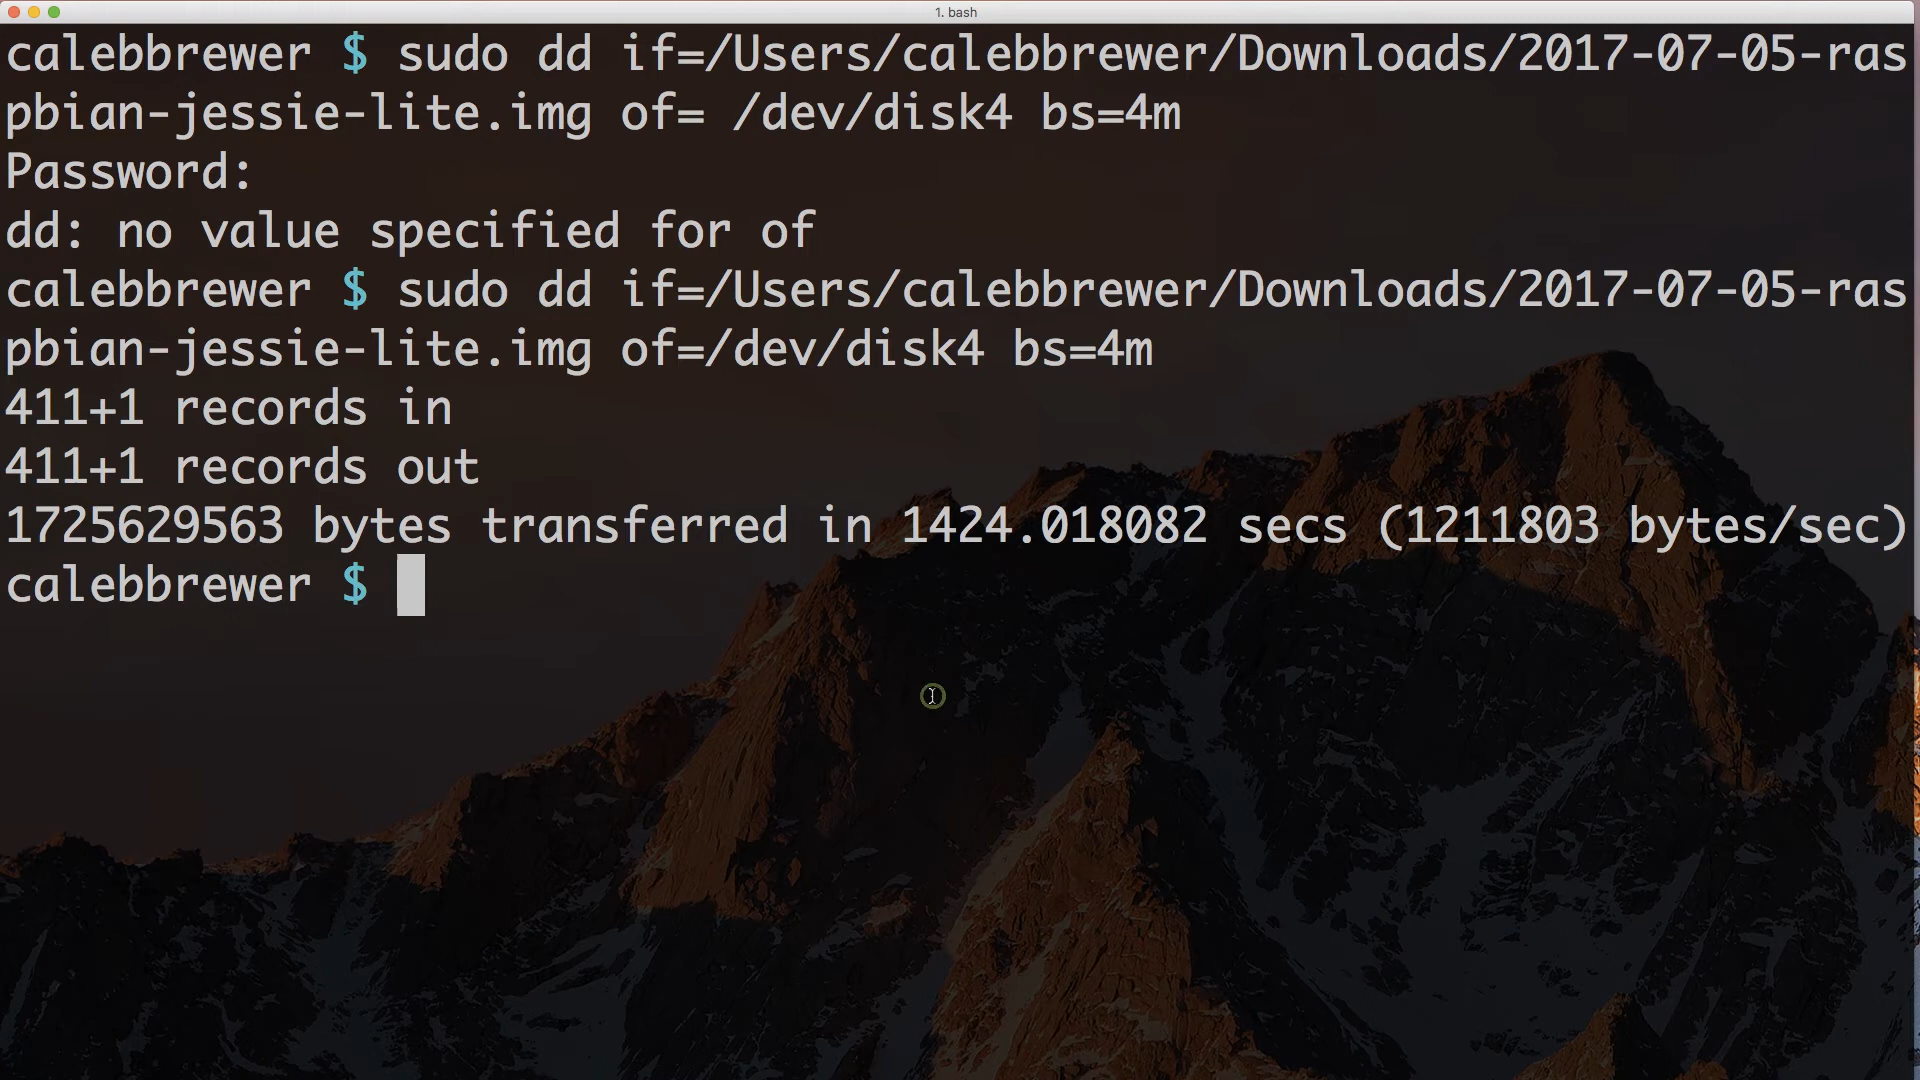 1. bash
calebbrewer $ sudo dd if=/Users/calebbrewer/Downloads/2017-07-05-ras
pbian-jessie-lite.img of= /dev/disk4 bs=4m
Password:
dd: no value specified for of
calebbrewer $ sudo dd if=/Users/calebbrewer/Downloads/2017-07-05-ras
pbian-jessie-lite.img of=/dev/disk4 bs=4m
411+1 records in
411+1 records out
1725629563 bytes transferred in 1424.018082 secs (1211803 bytes/sec)
calebbrewer $